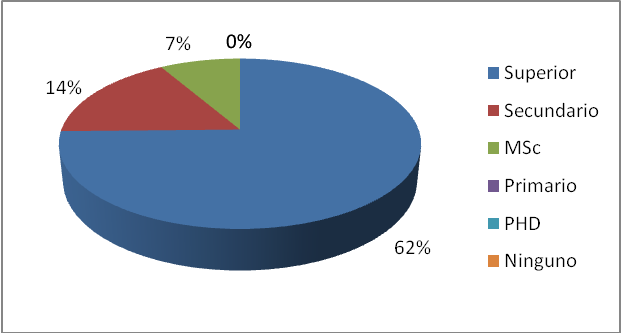 7%
0%
14%
62%
Superior
Secundario
MSc
Primario
PHD
Ninguno